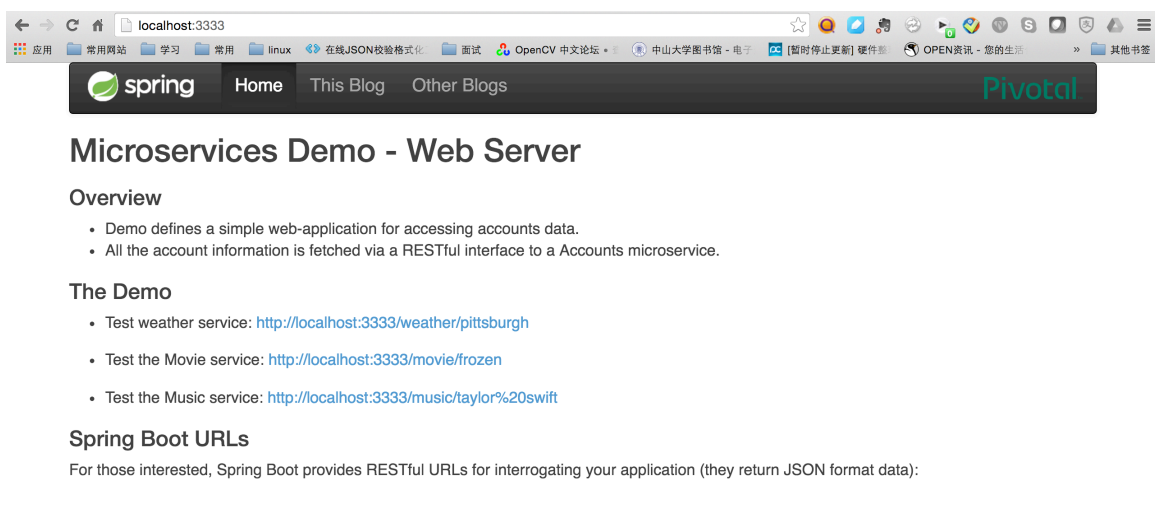 localhost:3333
应用 常用网站 学习 常用 linux 在线JSON校验格式化 面试 OpenCV 中文论坛 中山大学图书馆 - 电子 [暂时停止更新] 硬件 OPEN资讯 - 您的生活 » 其他书签
spring Home This Blog Other Blogs Pivotal
Microservices Demo - Web Server
Overview
• Demo defines a simple web-application for accessing accounts data.
• All the account information is fetched via a RESTful interface to a Accounts microservice.
The Demo
• Test weather service: http://localhost:3333/weather/pittsburgh
• Test the Movie service: http://localhost:3333/movie/frozen
• Test the Music service: http://localhost:3333/music/taylor%20swift
Spring Boot URLs
For those interested, Spring Boot provides RESTful URLs for interrogating your application (they return JSON format data):